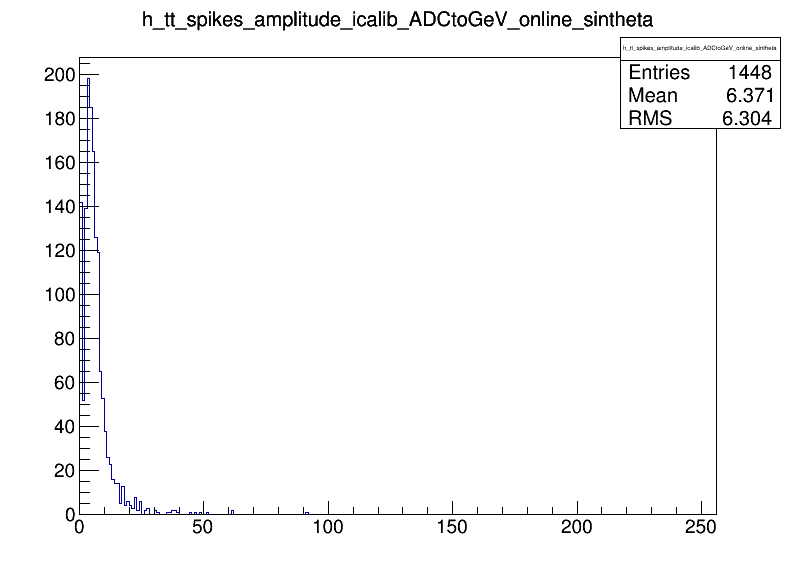 h_tt_spikes_amplitude_icalib_ADCtoGeV_online_sintheta
h_tt_spikes_amplitude_icalib_ADCtoGeV_online_sintheta
Entries 1448
Mean 6.371
RMS 6.304
200
180
160
140
120
100
80
60
40
20
0
0 50 100 150 200 250